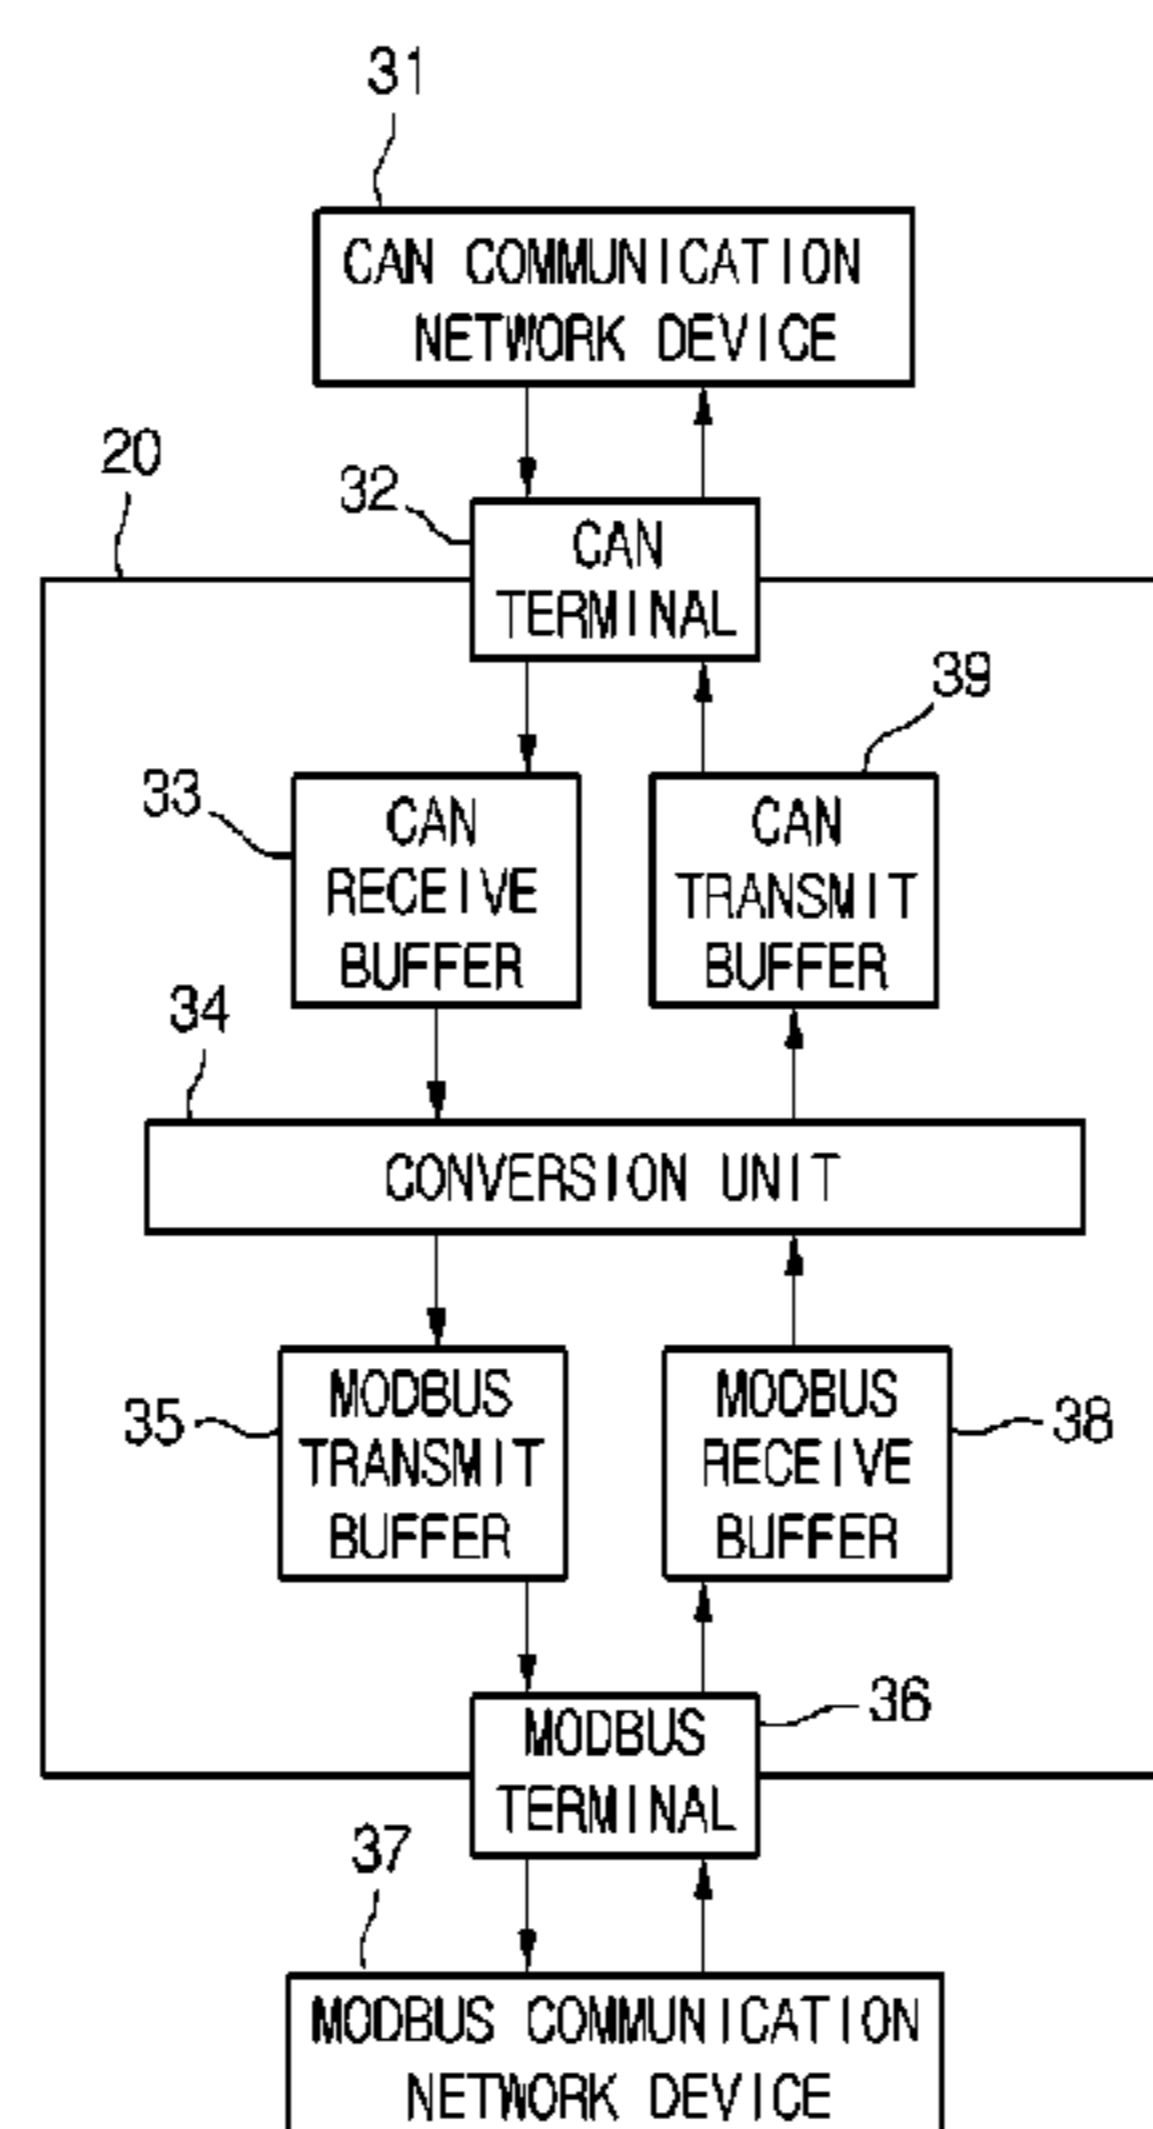 31
CAN COMMUNICATION
NETWORK DEVICE
20
32
CAN
TERMINAL
39
33
CAN
RECEIVE
BUFFER
CAN
TRANSMIT
BUFFER
34
CONVERSION UNIT
35
MODBUS
TRANSMIT
BUFFER
MODBUS
RECEIVE
BUFFER
38
36
MODBUS
TERMINAL
37
MODBUS COMMUNICATION
NETWORK DEVICE